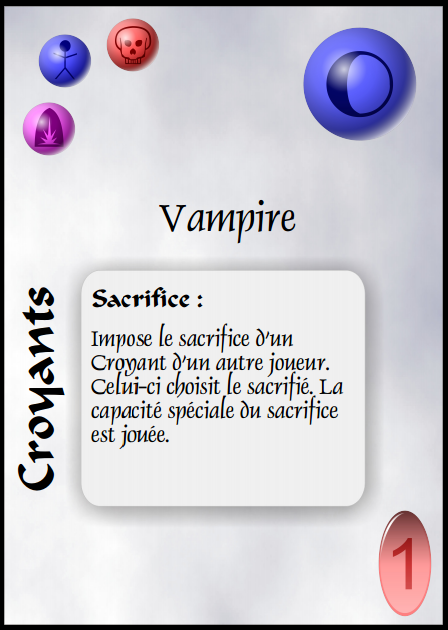 Vampire
Croyants
Sacrifice :
Impose le sacrifice d'un
Croyant d'un autre joueur.
Celui-ci choisit le sacrifié. La
capacité spéciale du sacrifice
est jouée.
1